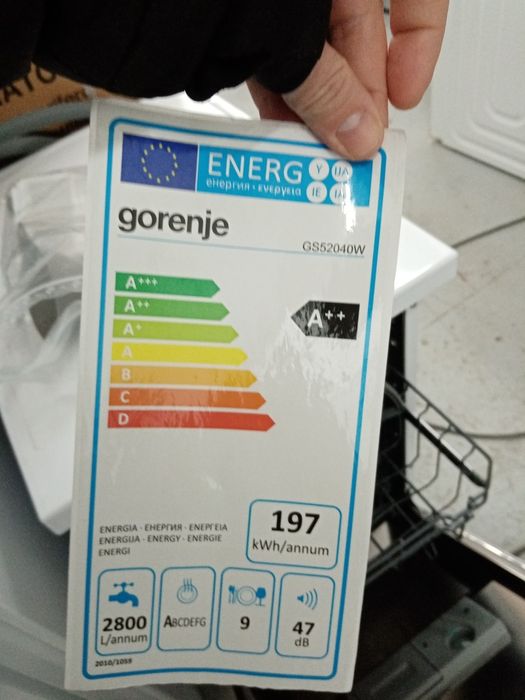 ENERG
Y
IJA
IE
IA
енергия · ενεργεια
gorenje
GS52040W
A+++
A++
A+
A
B
C
D
A++
ENERGIA - ЕНЕРГИЯ - ΕΝΕΡΓΕΙΑ
ENERGIJA - ENERGY - ENERGIE
ENERGI
197
kWh/annum
2800
L/annum
ABCDEFG
9
47
dB
2010/1059